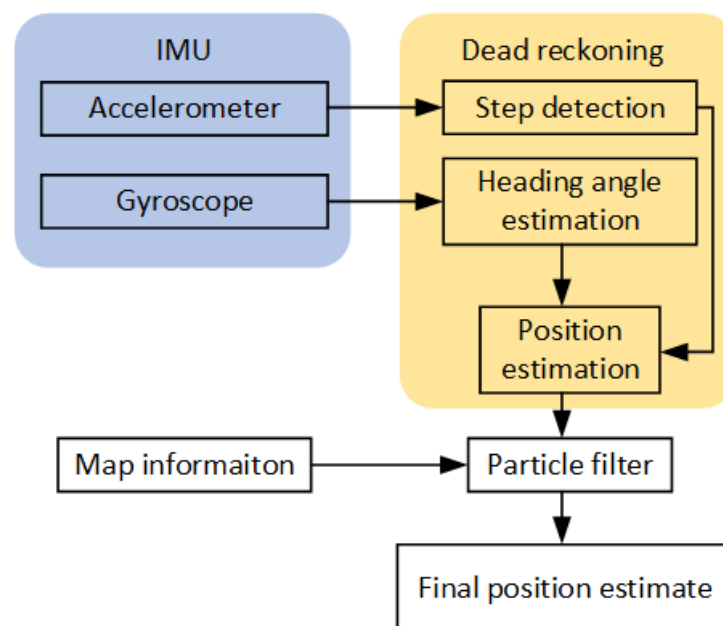 IMU
Dead reckoning
Accelerometer
Step detection
Gyroscope
Heading angle
estimation
Position
estimation
Map informaiton
Particle filter
Final position estimate